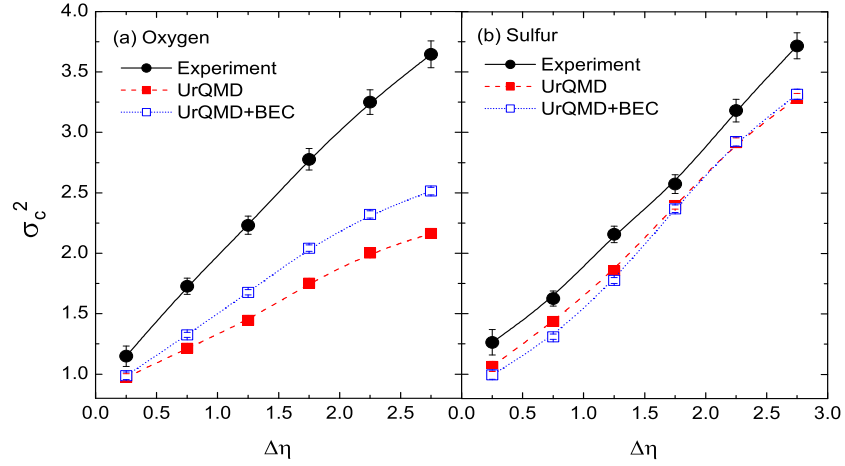 (a) Oxygen
Experiment
UrQMD
UrQMD+BEC
(b) Sulfur
Experiment
UrQMD
UrQMD+BEC
σc²
4.0
3.5
3.0
2.5
2.0
1.5
1.0
0.0 0.5 1.0 1.5 2.0 2.5 0.0 0.5 1.0 1.5 2.0 2.5 3.0
Δη Δη